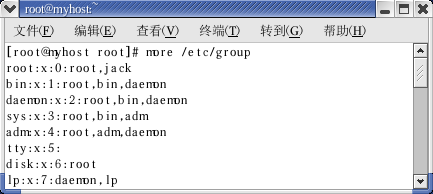 root@myhost:~
文件(F) 编辑(E) 查看(V) 终端(T) 转到(G) 帮助(H)
[root@myhost root]# more /etc/group
root:x:0:root,jack
bin:x:1:root,bin,daemon
daemon:x:2:root,bin,daemon
sys:x:3:root,bin,adm
adm:x:4:root,adm,daemon
tty:x:5:
disk:x:6:root
lp:x:7:daemon,lp